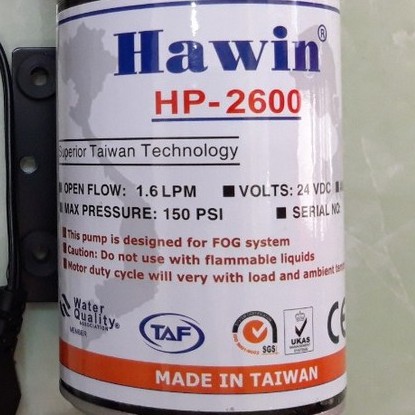 Hawin®
HP-2600
Superior Taiwan Technology
OPEN FLOW: 1.6 LPM ■ VOLTS: 24 VDC
MAX PRESSURE: 150 PSI ■ SERIAL NO:
■ This pump is designed for FOG system
■ Caution: Do not use with flammable liquids
■ Motor duty cycle will very with load and ambient
Water
Quality®
ASSOCIATION
MEMBER
TAF
SGS
UKAS
CE
MADE IN TAIWAN